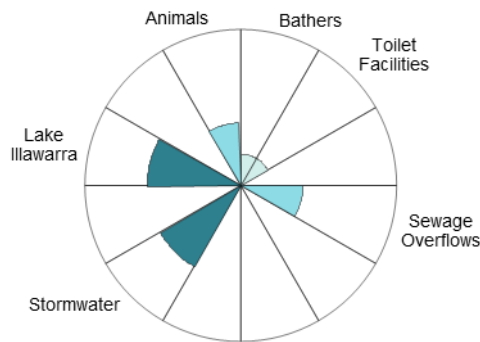 Animals
Bathers
Toilet
Facilities
Lake
Illawarra
Sewage
Overflows
Stormwater